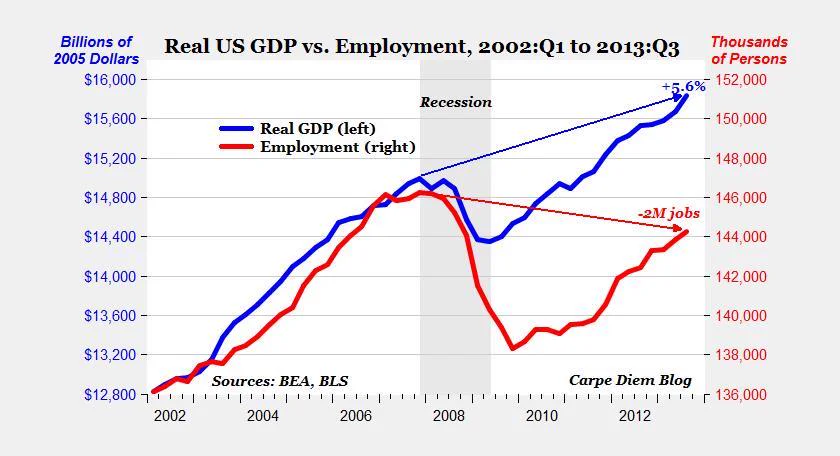 Real US GDP vs. Employment, 2002:Q1 to 2013:Q3
Billions of
2005 Dollars
Thousands
of Persons
$16,000
$15,600
$15,200
$14,800
$14,400
$14,000
$13,600
$13,200
$12,800
Recession
+5.6%
Real GDP (left)
Employment (right)
-2M jobs
Sources: BEA, BLS
Carpe Diem Blog
152,000
150,000
148,000
146,000
144,000
142,000
140,000
138,000
136,000
2002
2004
2006
2008
2010
2012